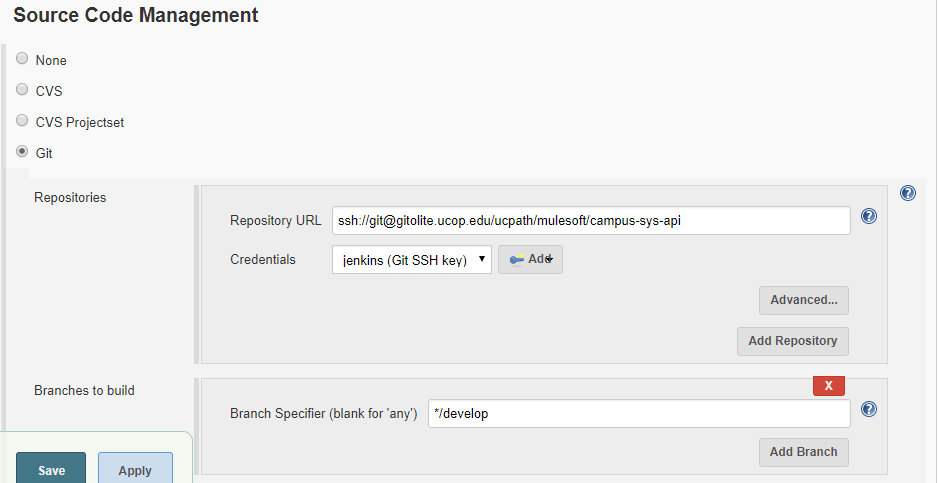 Source Code Management
None
CVS
CVS Projectset
Git
Repositories
Repository URL ssh://git@gitolite.ucop.edu/ucpath/mulesoft/campus-sys-api
Credentials jenkins (Git SSH key) Add
Advanced...
Add Repository
Branches to build
X
Branch Specifier (blank for 'any') */develop
Add Branch
Save Apply